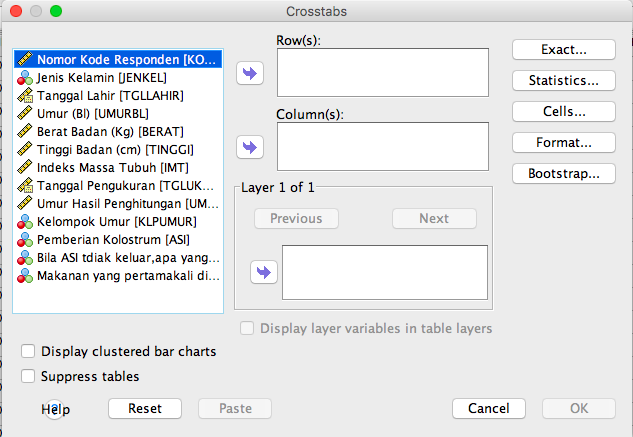 Crosstabs
Nomor Kode Responden [KO...
Jenis Kelamin [JENKEL]
Tanggal Lahir [TGLLAHIR]
Umur (Bl) [UMURBL]
Berat Badan (Kg) [BERAT]
Tinggi Badan (cm) [TINGGI]
Indeks Massa Tubuh [IMT]
Tanggal Pengukuran [TGLUK...
Umur Hasil Penghitungan [UM...
Kelompok Umur [KLPUMUR]
Pemberian Kolostrum [ASI]
Bila ASI tdiak keluar,apa yang...
Makanan yang pertamakali di...
Row(s):
Column(s):
Layer 1 of 1
Previous
Next
Display layer variables in table layers
Exact...
Statistics...
Cells...
Format...
Bootstrap...
Display clustered bar charts
Suppress tables
Help
Reset
Paste
Cancel
OK